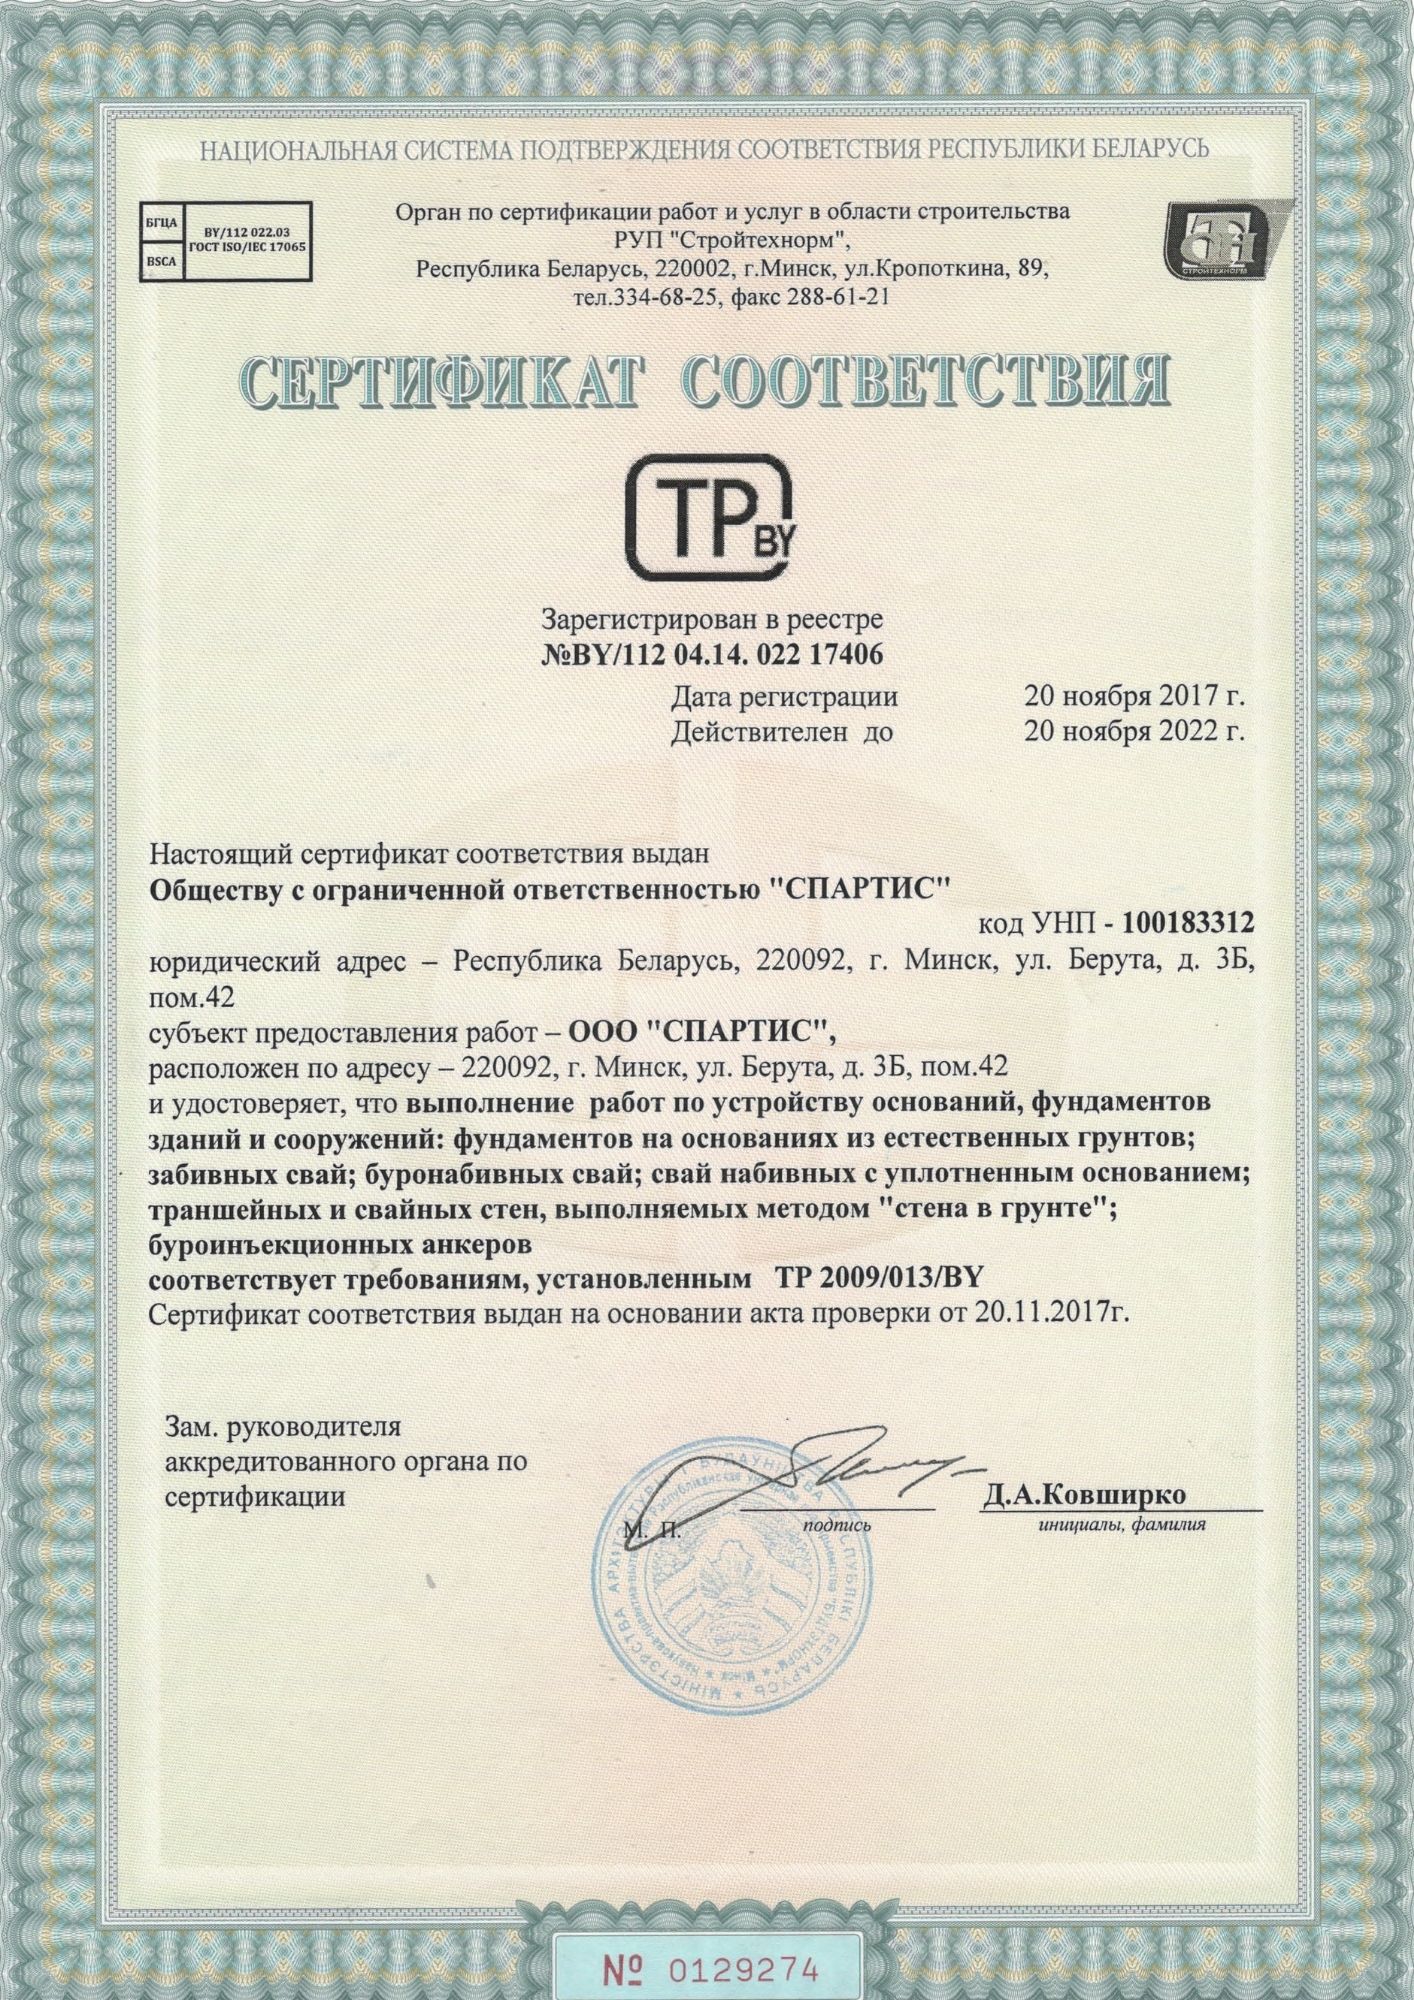 НАЦИОНАЛЬНАЯ СИСТЕМА ПОДТВЕРЖДЕНИЯ СООТВЕТСТВИЯ РЕСПУБЛИКИ БЕЛАРУСЬ
БГЦА
BSCA
BY/112 022.03
ГОСТ ISO/IEC 17065
Орган по сертификации работ и услуг в области строительства
РУП "Стройтехнорм",
Республика Беларусь, 220002, г.Минск, ул.Кропоткина, 89,
тел.334-68-25, факс 288-61-21
СТРОЙТЕХНОРМ
СЕРТИФИКАТ СООТВЕТСТВИЯ
ТР BY
Зарегистрирован в реестре
№BY/112 04.14. 022 17406
Дата регистрации 20 ноября 2017 г.
Действителен до 20 ноября 2022 г.
Настоящий сертификат соответствия выдан
Обществу с ограниченной ответственностью "СПАРТИС"
код УНП - 100183312
юридический адрес – Республика Беларусь, 220092, г. Минск, ул. Берута, д. 3Б,
пом.42
субъект предоставления работ – ООО "СПАРТИС",
расположен по адресу – 220092, г. Минск, ул. Берута, д. 3Б, пом.42
и удостоверяет, что выполнение работ по устройству оснований, фундаментов
зданий и сооружений: фундаментов на основаниях из естественных грунтов;
забивных свай; буронабивных свай; свай набивных с уплотненным основанием;
траншейных и свайных стен, выполняемых методом "стена в грунте";
буроинъекционных анкеров
соответствует требованиям, установленным ТР 2009/013/BY
Сертификат соответствия выдан на основании акта проверки от 20.11.2017г.
Зам. руководителя
аккредитованного органа по
сертификации
М. П.
подпись
Д.А.Ковширко
инициалы, фамилия
МІНІСТЭРСТВА АРХІТЭКТУРЫ І БУДАЎНІЦТВА РЭСПУБЛІКІ БЕЛАРУСЬ
№ 0129274